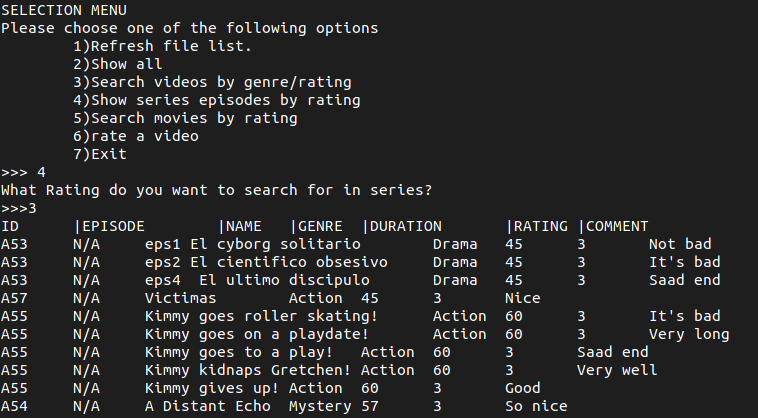 SELECTION MENU
Please choose one of the following options
1)Refresh file list.
2)Show all
3)Search videos by genre/rating
4)Show series episodes by rating
5)Search movies by rating
6)rate a video
7)Exit
>>> 4
What Rating do you want to search for in series?
>>>3
ID |EPISODE |NAME |GENRE |DURATION |RATING |COMMENT
A53 N/A eps1 El cyborg solitario Drama 45 3 Not bad
A53 N/A eps2 El cientifico obsesivo Drama 45 3 It's bad
A53 N/A eps4 El ultimo discipulo Drama 45 3 Saad end
A57 N/A Victimas Action 45 3 Nice
A55 N/A Kimmy goes roller skating! Action 60 3 It's bad
A55 N/A Kimmy goes on a playdate! Action 60 3 Very long
A55 N/A Kimmy goes to a play! Action 60 3 Saad end
A55 N/A Kimmy kidnaps Gretchen! Action 60 3 Very well
A55 N/A Kimmy gives up! Action 60 3 Good
A54 N/A A Distant Echo Mystery 57 3 So nice